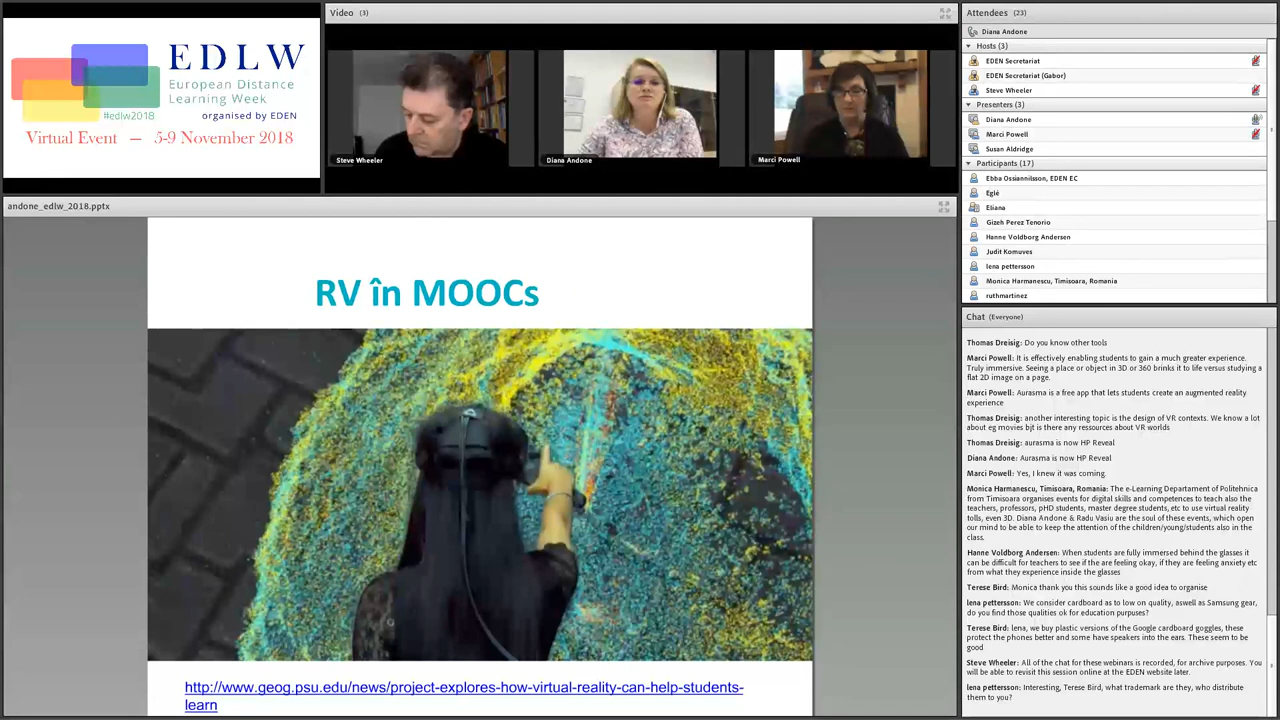 EDLW
European Distance
Learning Week
#edlw2018 organised by EDEN
Virtual Event — 5-9 November 2018
Video (3)
Steve Wheeler
Diana Andone
Marci Powell
andone_edlw_2018.pptx
RV în MOOCs
http://www.geog.psu.edu/news/project-explores-how-virtual-reality-can-help-students-
learn
Attendees (23)
Diana Andone
Hosts (3)
EDEN Secretariat
EDEN Secretariat (Gabor)
Steve Wheeler
Presenters (3)
Diana Andone
Marci Powell
Susan Aldridge
Participants (17)
Ebba Ossiannilsson, EDEN EC
Eglė
Eliana
Gizeh Perez Tenorio
Hanne Voldborg Andersen
Judit Komuves
lena pettersson
Monica Harmanescu, Timisoara, Romania
ruthmartinez
Chat (Everyone)
Thomas Dreisig: Do you know other tools
Marci Powell: It is effectively enabling students to gain a much greater experience.
Truly immersive. Seeing a place or object in 3D or 360 brinks it to life versus studying a
flat 2D image on a page.
Marci Powell: Aurasma is a free app that lets students create an augmented reality
experience
Thomas Dreisig: another interesting topic is the design of VR contexts. We know a lot
about eg movies bjt is there any ressources about VR worlds
Thomas Dreisig: aurasma is now HP Reveal
Diana Andone: Aurasma is now HP Reveal
Marci Powell: Yes, I knew it was coming.
Monica Harmanescu, Timisoara, Romania: The e-Learning Departament of Politehnica
from Timisoara organises events for digital skills and competences to teach also the
teachers, professors, pHD students, master degree students, etc to use virtual reality
tolls, even 3D. Diana Andone & Radu Vasiu are the soul of these events, which open
our mind to be able to keep the attention of the children/young/students also in the
class.
Hanne Voldborg Andersen: When students are fully immersed behind the glasses it
can be difficult for teachers to see if the are feeling okay, if they are feeling anxiety etc
from what they experience inside the glasses
Terese Bird: Monica thank you this sounds like a good idea to organise
lena pettersson: We consider cardboard as to low on quality, aswell as Samsung gear,
do you find those qualities ok for education purpuses?
Terese Bird: lena, we buy plastic versions of the Google cardboard goggles, these
protect the phones better and some have speakers into the ears. These seem to be
good
Steve Wheeler: All of the chat for these webinars is recorded, for archive purposes. You
will be able to revisit this session online at the EDEN website later.
lena pettersson: Interesting, Terese Bird, what trademark are they, who distribute
them to you?